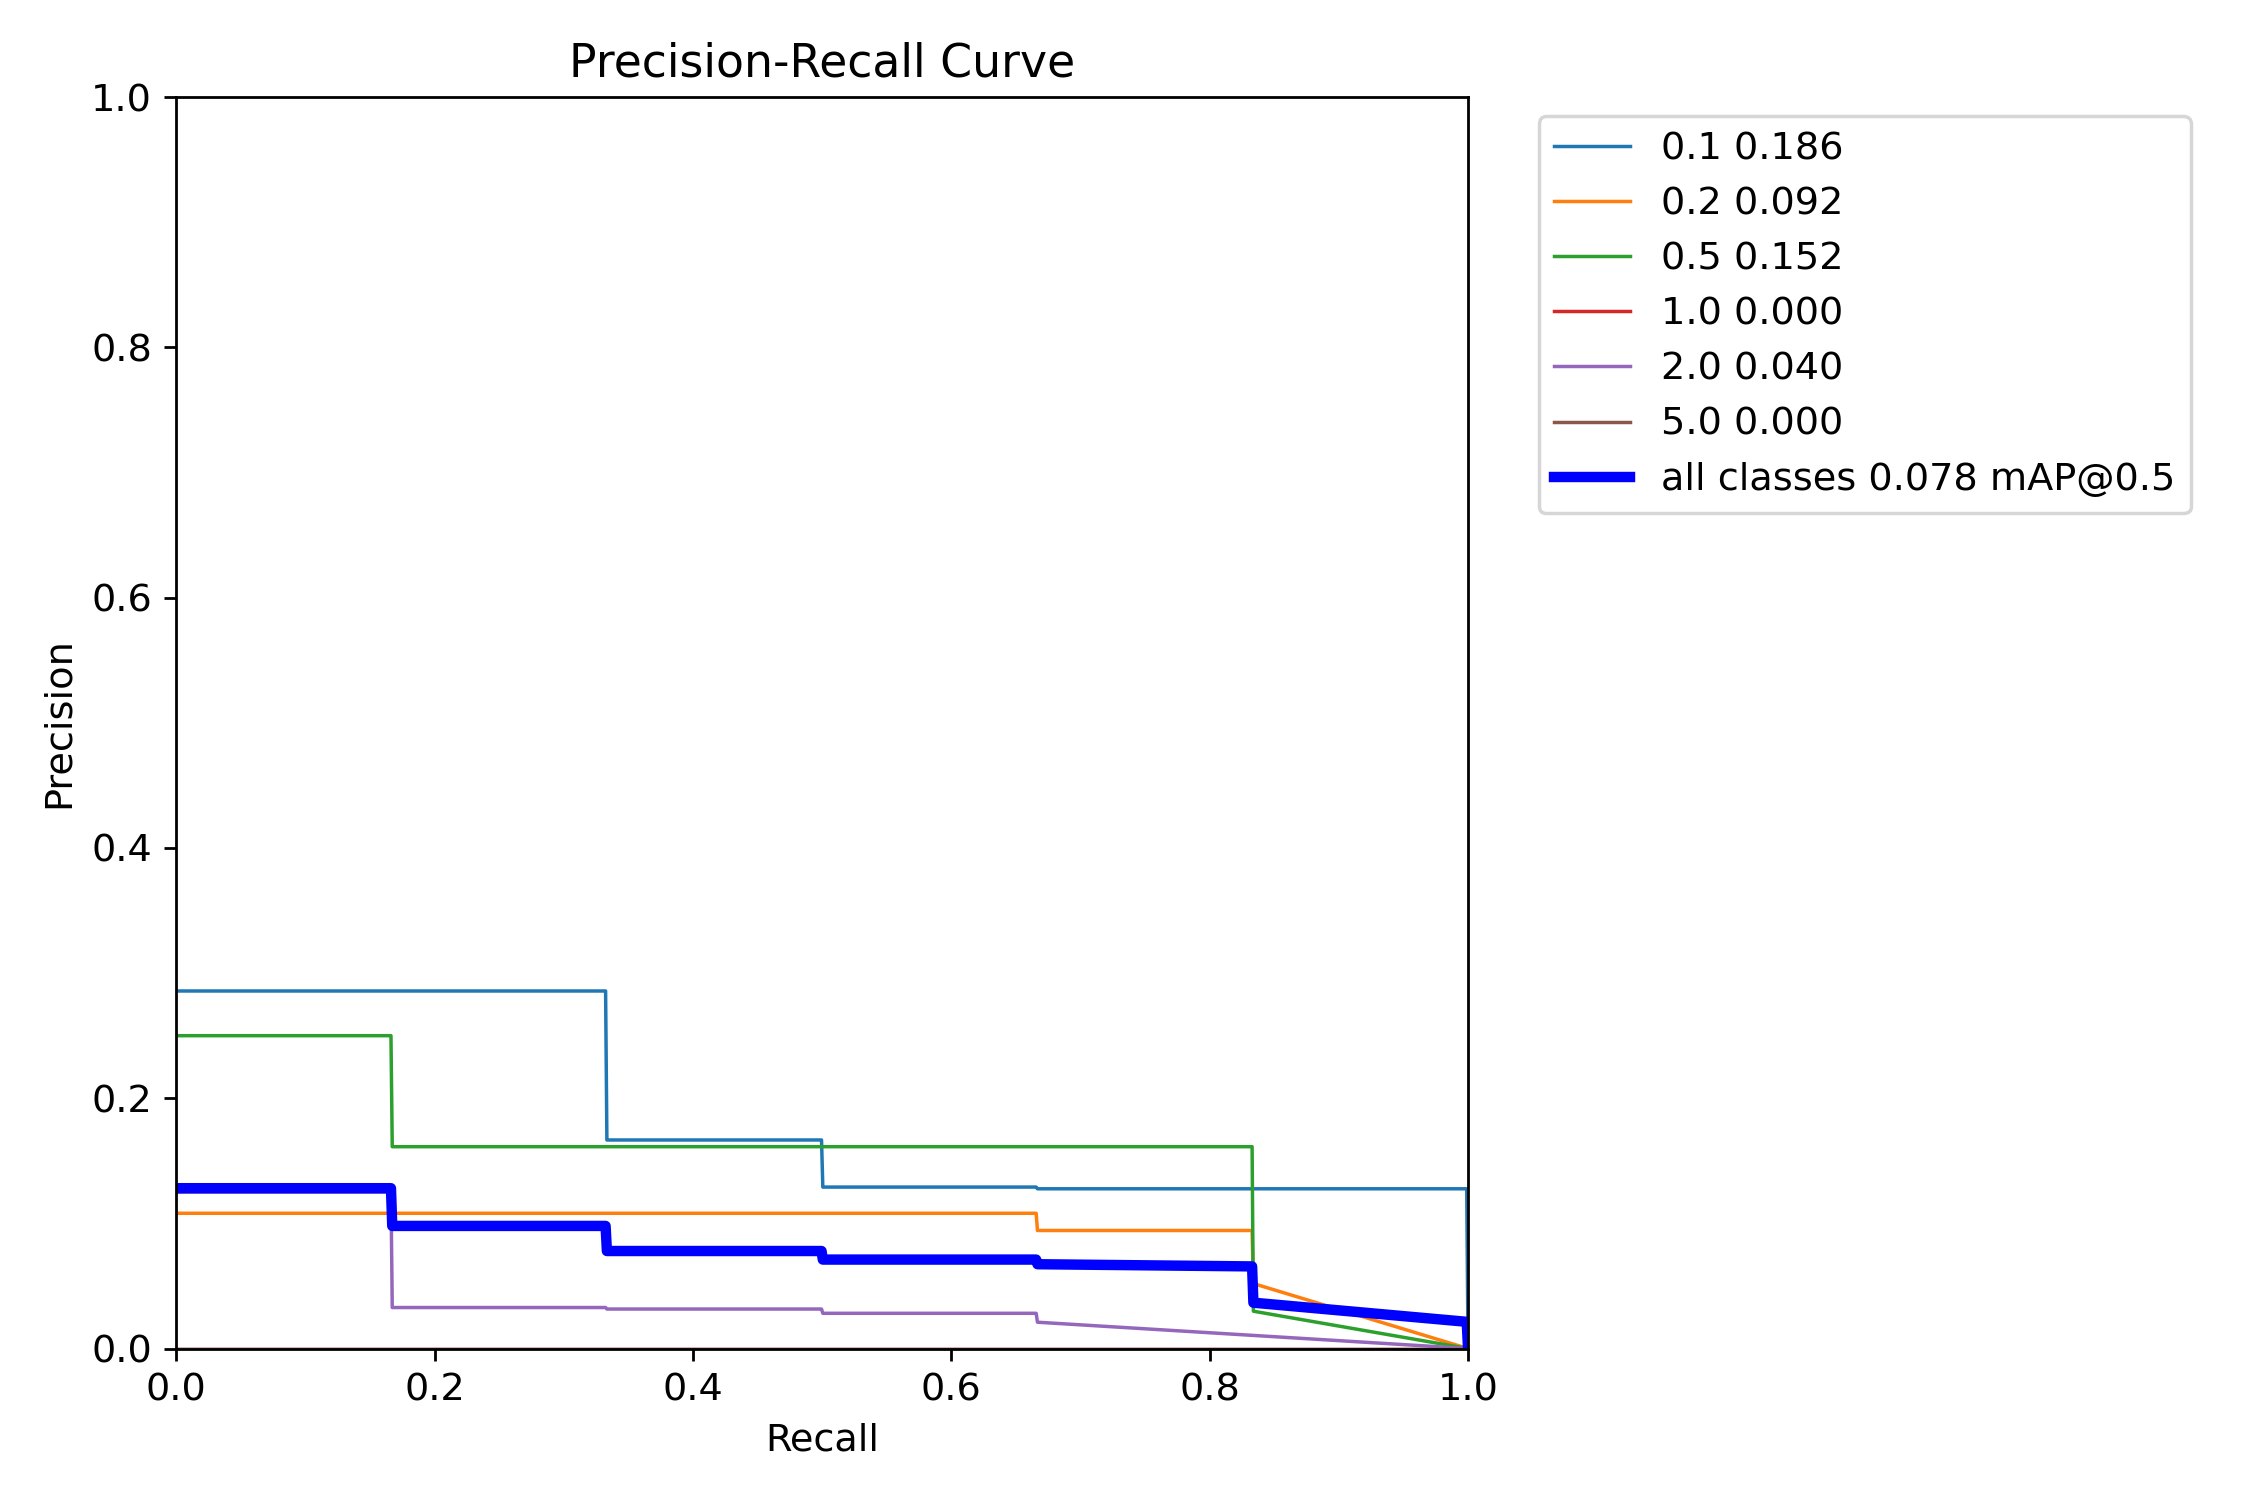 Precision-Recall Curve
1.0
0.8
0.6
0.4
0.2
0.0
Precision
0.0 0.2 0.4 0.6 0.8 1.0
Recall
0.1 0.186
0.2 0.092
0.5 0.152
1.0 0.000
2.0 0.040
5.0 0.000
all classes 0.078 mAP@0.5